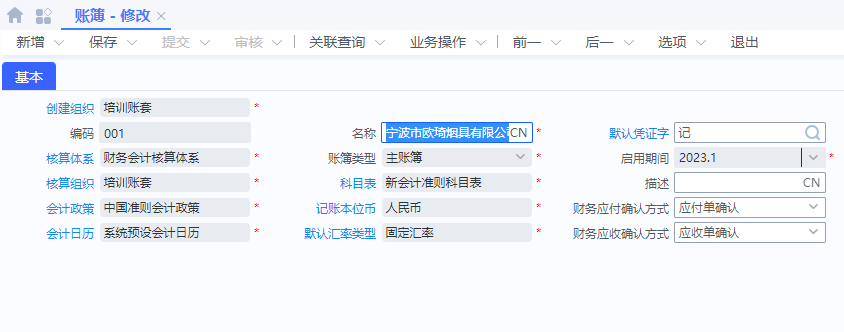 账簿 - 修改
新增 保存 提交 审核 关联查询 业务操作 前一 后一 选项 退出
基本
创建组织 培训账套 *
编码 001 名称 宁波市欧琦烟具有限公司 CN * 默认凭证字 记
核算体系 财务会计核算体系 * 账簿类型 主账簿 启用期间 2023.1 *
核算组织 培训账套 * 科目表 新会计准则科目表 * 描述 CN
会计政策 中国准则会计政策 * 记账本位币 人民币 * 财务应付确认方式 应付单确认
会计日历 系统预设会计日历 * 默认汇率类型 固定汇率 * 财务应收确认方式 应收单确认